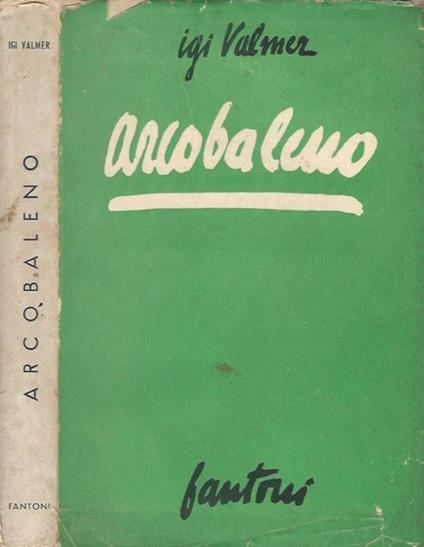 IGI VALMER
ARCOBALENO
FANTONI
igi Valmer
arcobaleno
fantoni